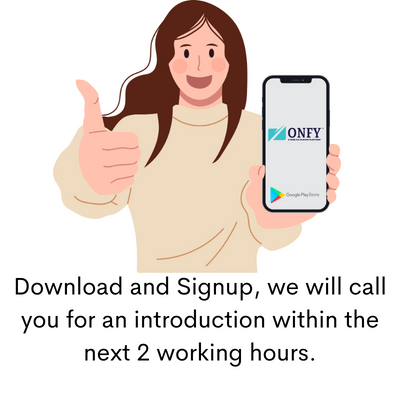 ONFY
Google Play Store
Download and Signup, we will call
you for an introduction within the
next 2 working hours.